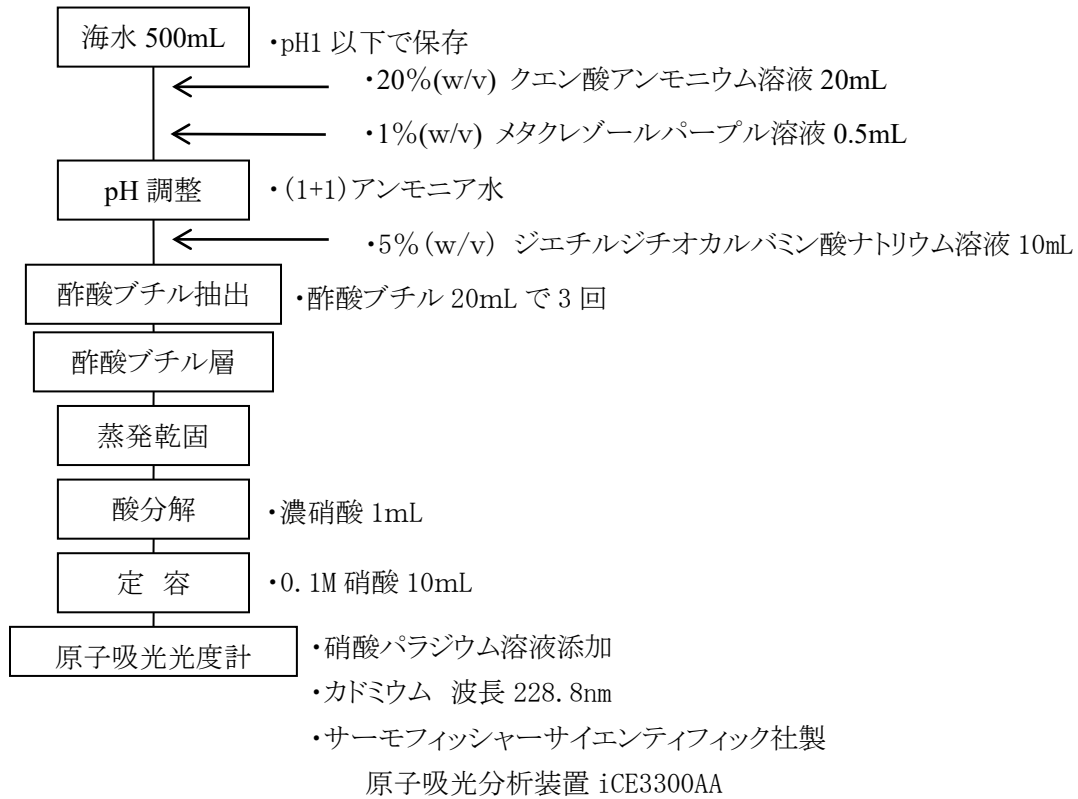 海水 500mL ・pH1 以下で保存
・20％(w/v) クエン酸アンモニウム溶液 20mL
・1％(w/v) メタクレゾールパープル溶液 0.5mL
pH 調整 ・(1+1)アンモニア水
・5％(w/v) ジエチルジチオカルバミン酸ナトリウム溶液 10mL
酢酸ブチル抽出 ・酢酸ブチル 20mL で 3 回
酢酸ブチル層
蒸発乾固
酸分解 ・濃硝酸 1mL
定 容 ・0.1M 硝酸 10mL
原子吸光光度計 ・硝酸パラジウム溶液添加
・カドミウム 波長 228.8nm
・サーモフィッシャーサイエンティフィック社製
原子吸光分析装置 iCE3300AA